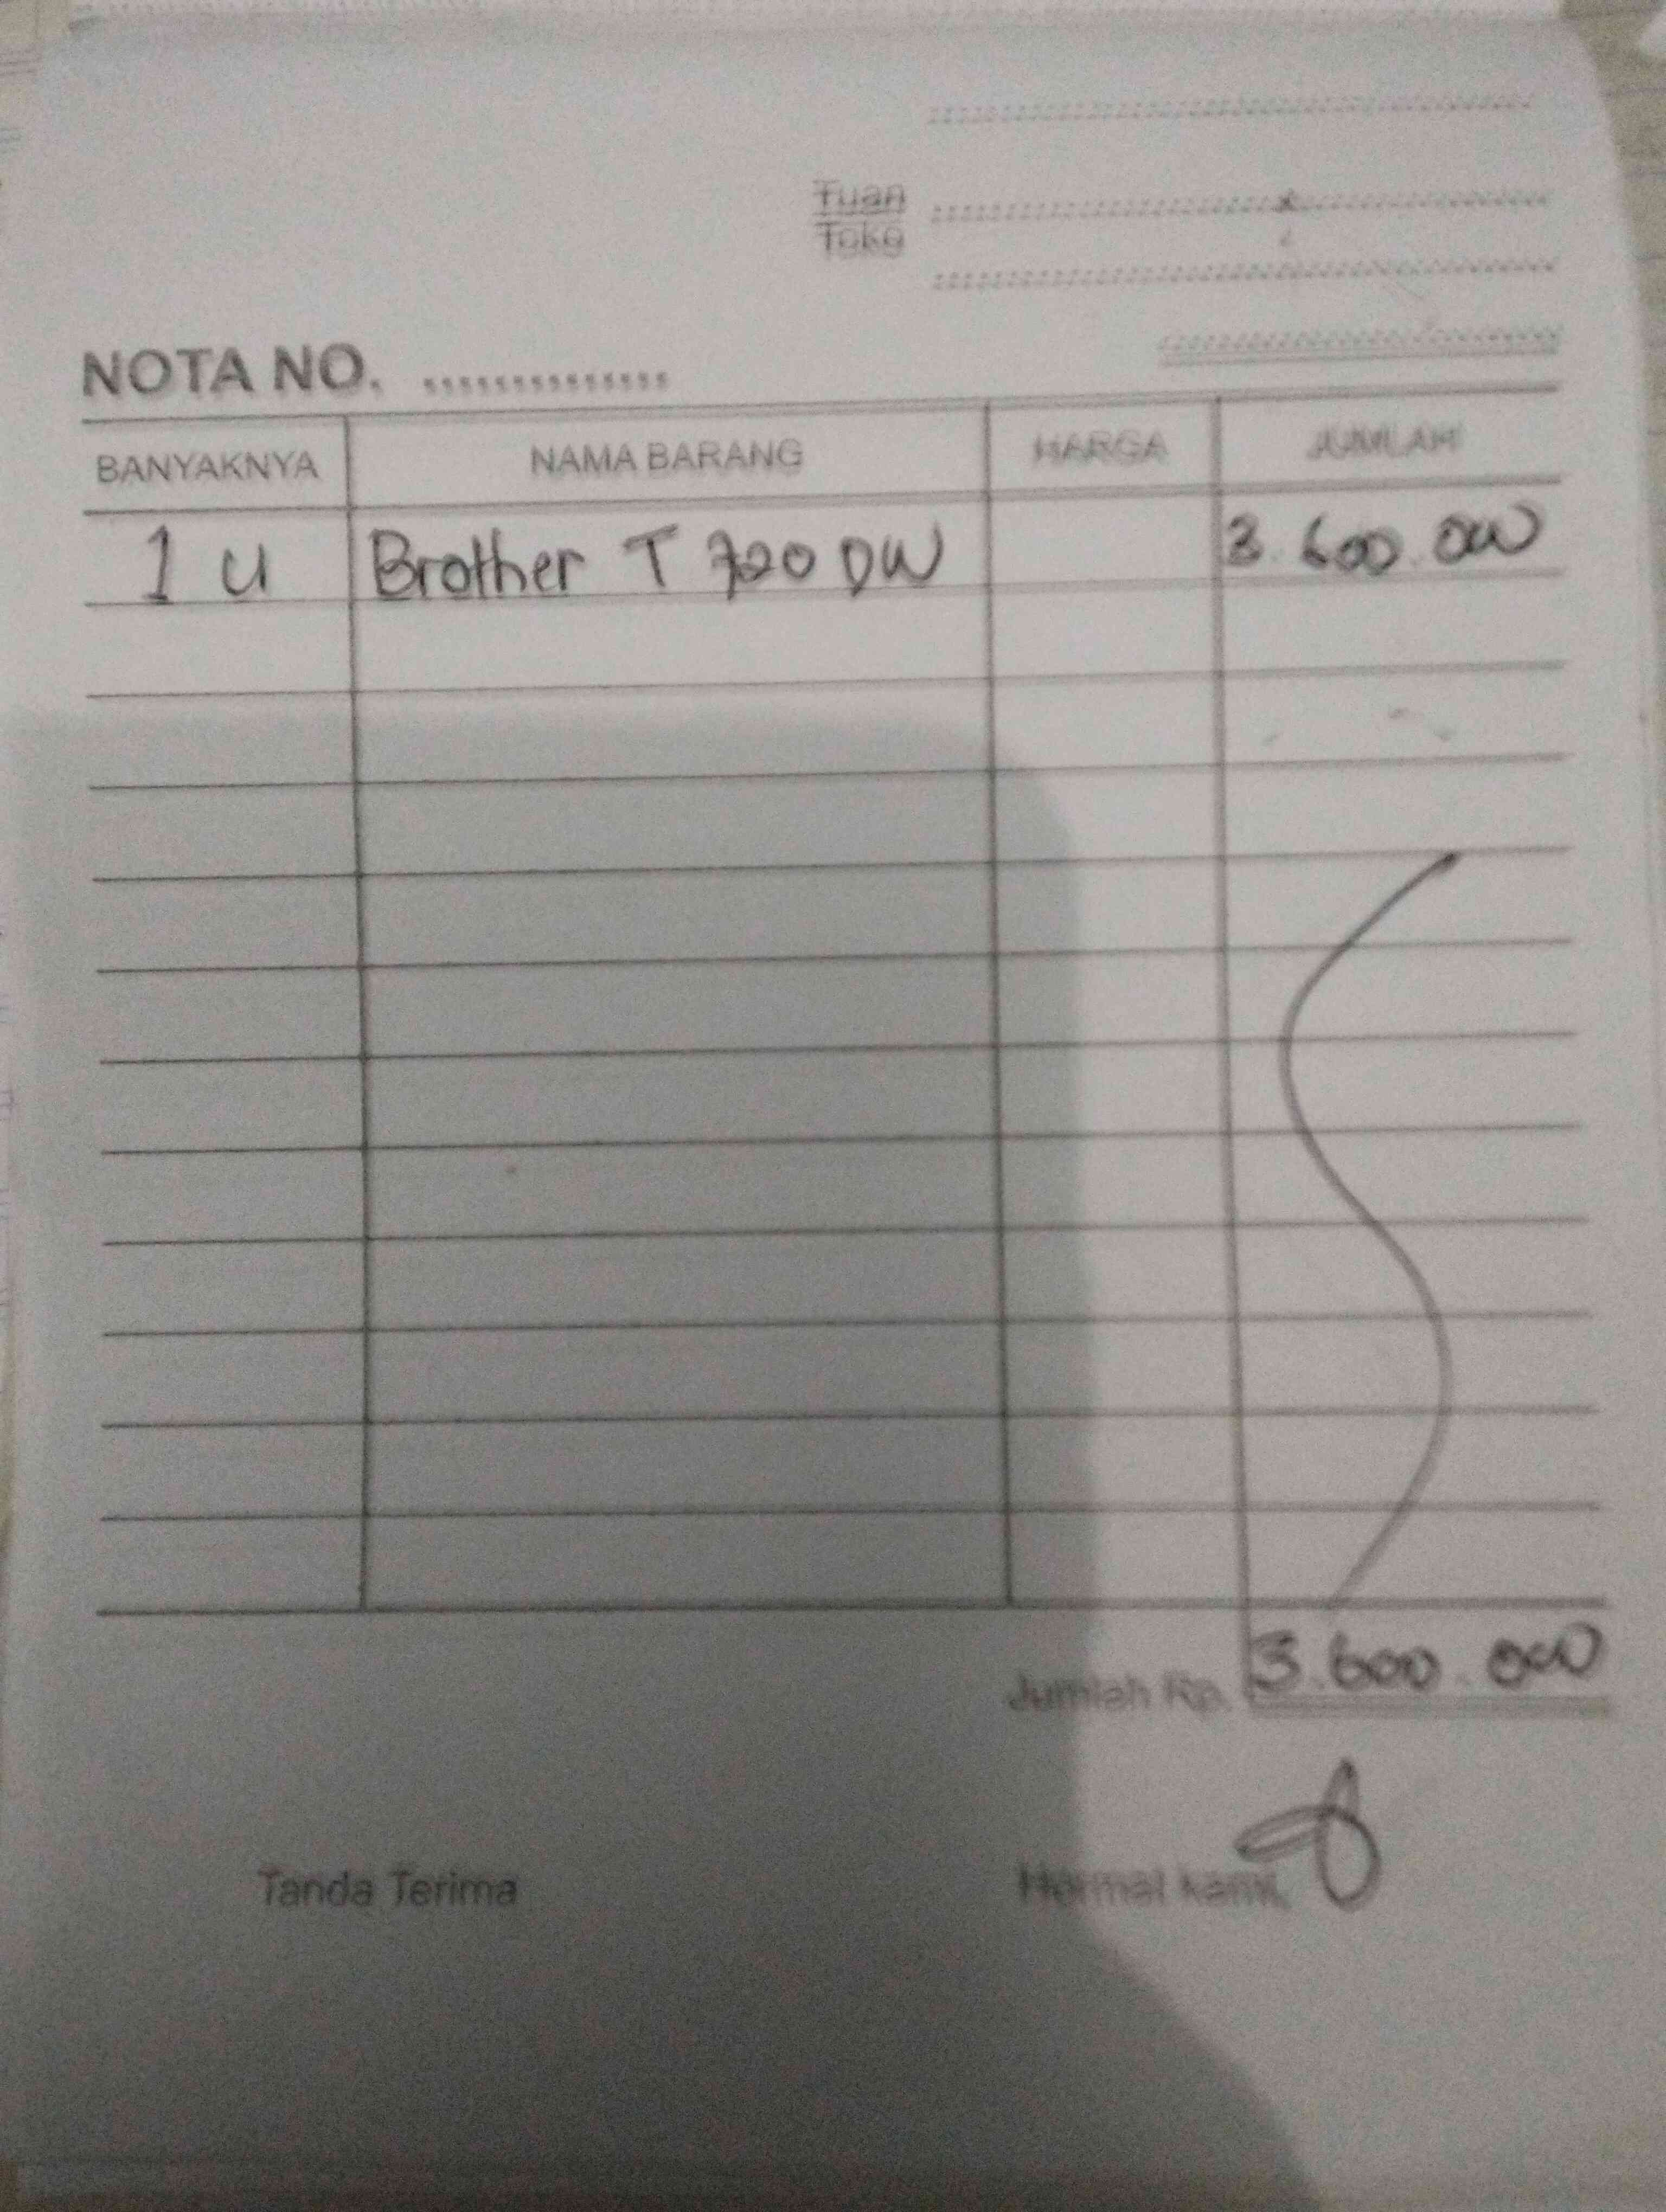 Tuan
Toko
NOTA NO. ...............
BANYAKNYA NAMA BARANG HARGA JUMLAH
1 U Brother T 720 DW 3.600.000
Jumlah Rp. 3.600.000
Tanda Terima Hormat kami,